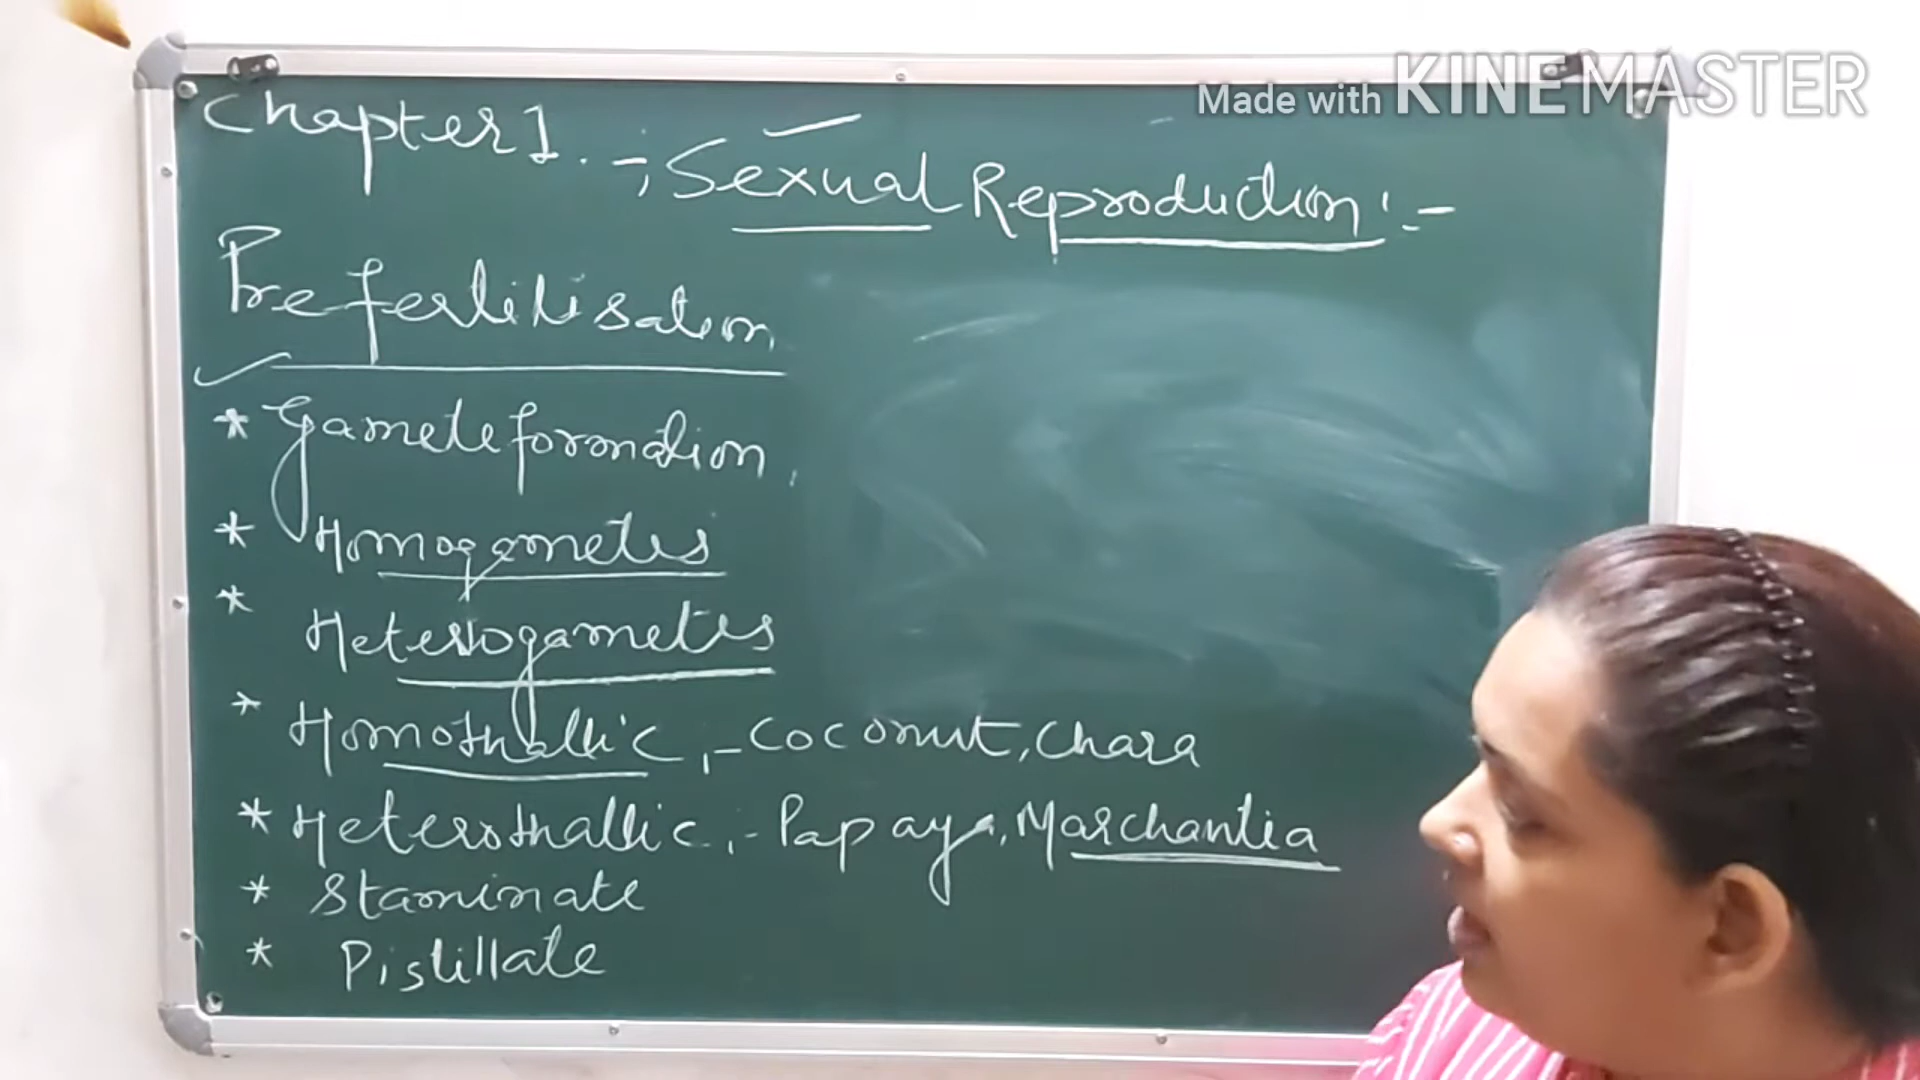 Made with KINEMASTER
Chapter 1. -; Sexual Reproduction :-
Pre fertilisation
* Gamete formation,
* Homogametes
* Heterogametes
* Homothallic, - Coconut, Chara
* Heterothallic, - Papaya, Marchantia
* Staminate
* Pistillate